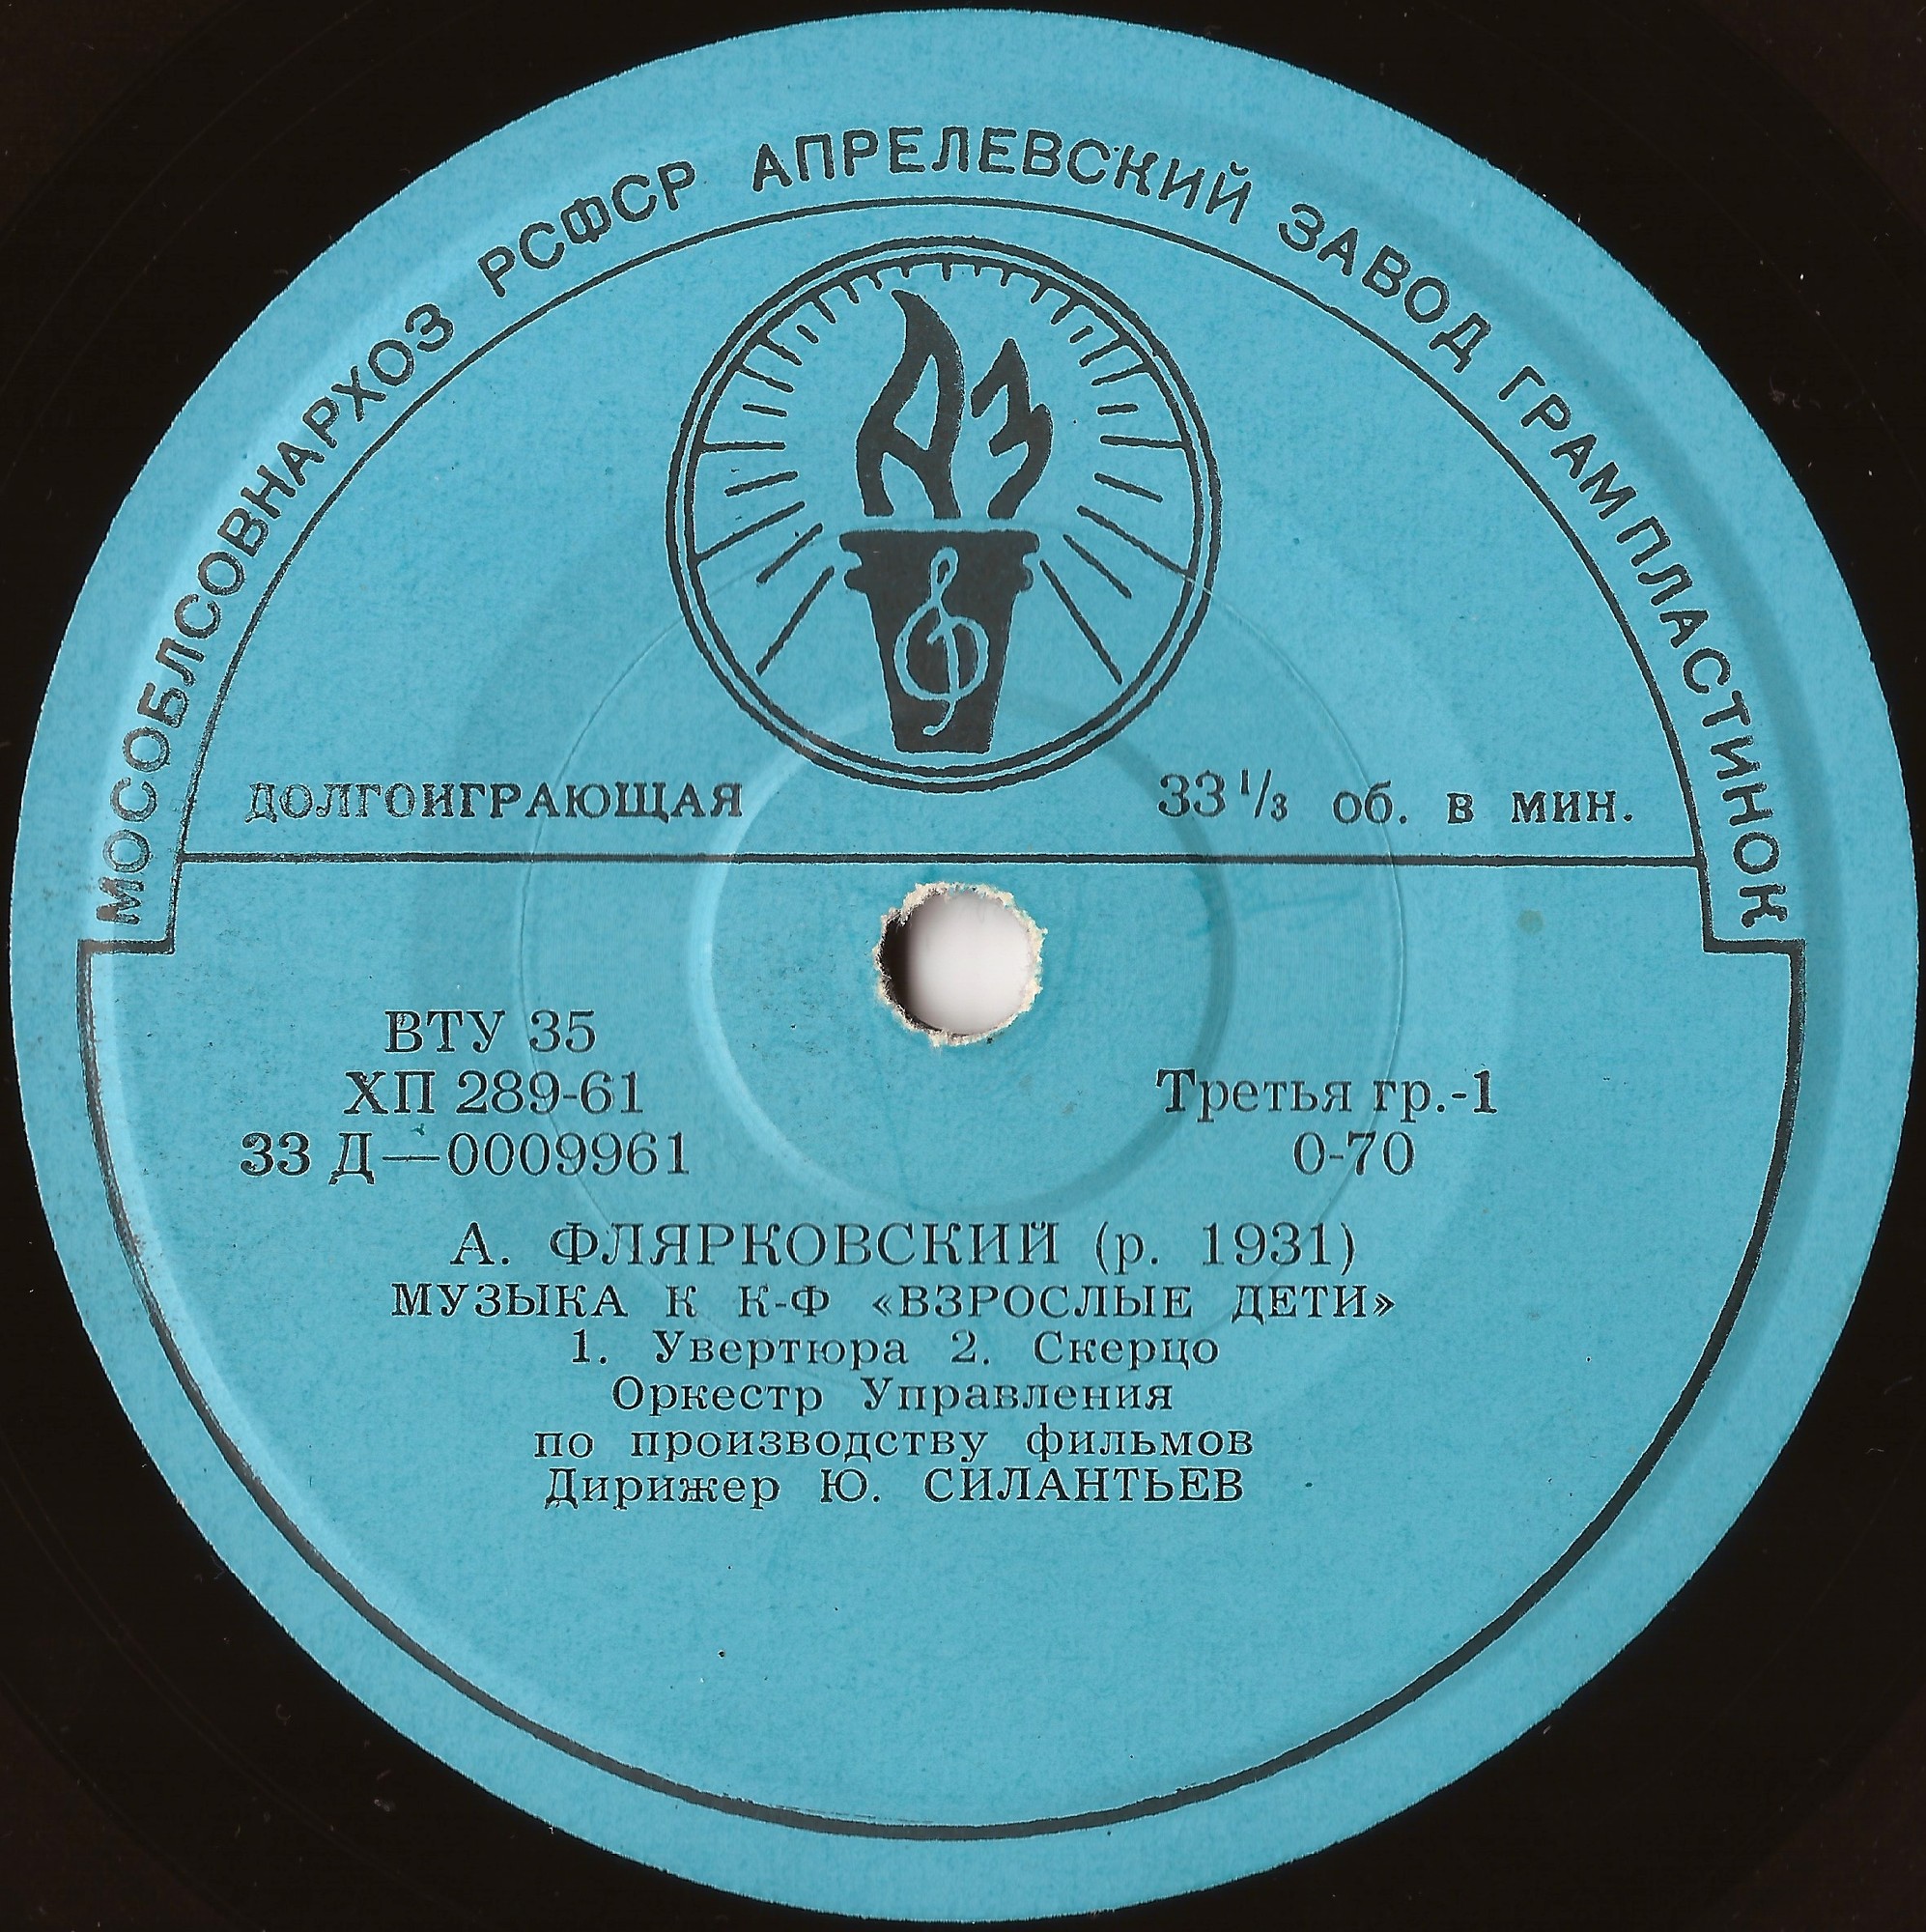 МОСОБЛСОВНАРХОЗ РСФСР АПРЕЛЕВСКИЙ ЗАВОД ГРАМПЛАСТИНОК
АЗ
ДОЛГОИГРАЮЩАЯ 33 1/3 об. в мин.
ВТУ 35
ХП 289-61 Третья гр.-1
33 Д—0009961 0-70
А. ФЛЯРКОВСКИЙ (р. 1931)
МУЗЫКА К К-Ф «ВЗРОСЛЫЕ ДЕТИ»
1. Увертюра 2. Скерцо
Оркестр Управления
по производству фильмов
Дирижер Ю. СИЛАНТЬЕВ